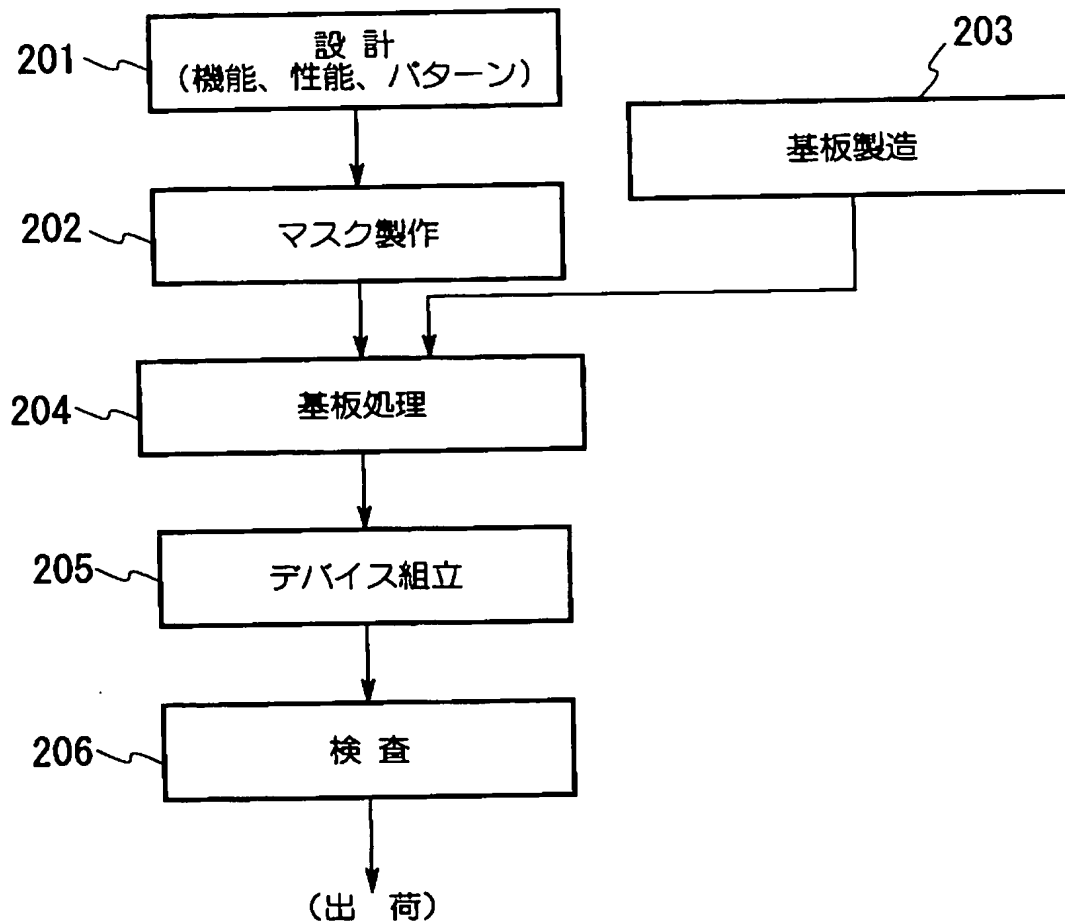 201
設計
(機能、性能、パターン)
203
基板製造
202
マスク製作
204
基板処理
205
デバイス組立
206
検査
(出荷)